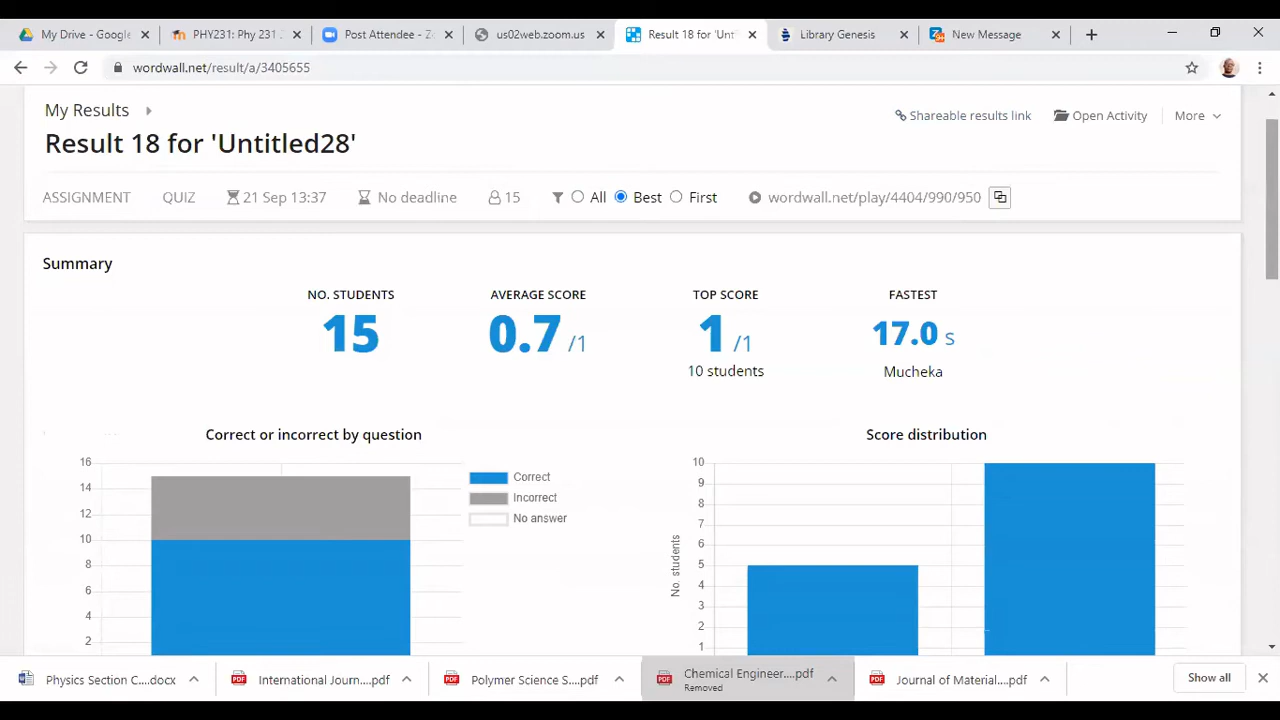 My Drive - Google
PHY231: Phy 231
Post Attendee - Z
us02web.zoom.us
Result 18 for 'Unt
Library Genesis
New Message
wordwall.net/result/a/3405655
My Results
Shareable results link
Open Activity
More
Result 18 for 'Untitled28'
ASSIGNMENT QUIZ 21 Sep 13:37 No deadline 15 All Best First wordwall.net/play/4404/990/950
Summary
NO. STUDENTS
15
AVERAGE SCORE
0.7 /1
TOP SCORE
1 /1
10 students
FASTEST
17.0 s
Mucheka
Correct or incorrect by question
16
14
12
10
8
6
4
2
Correct
Incorrect
No answer
Score distribution
No. students
10
9
8
7
6
5
4
3
2
1
Physics Section C....docx
International Journ....pdf
Polymer Science S....pdf
Chemical Engineer....pdf
Removed
Journal of Material....pdf
Show all